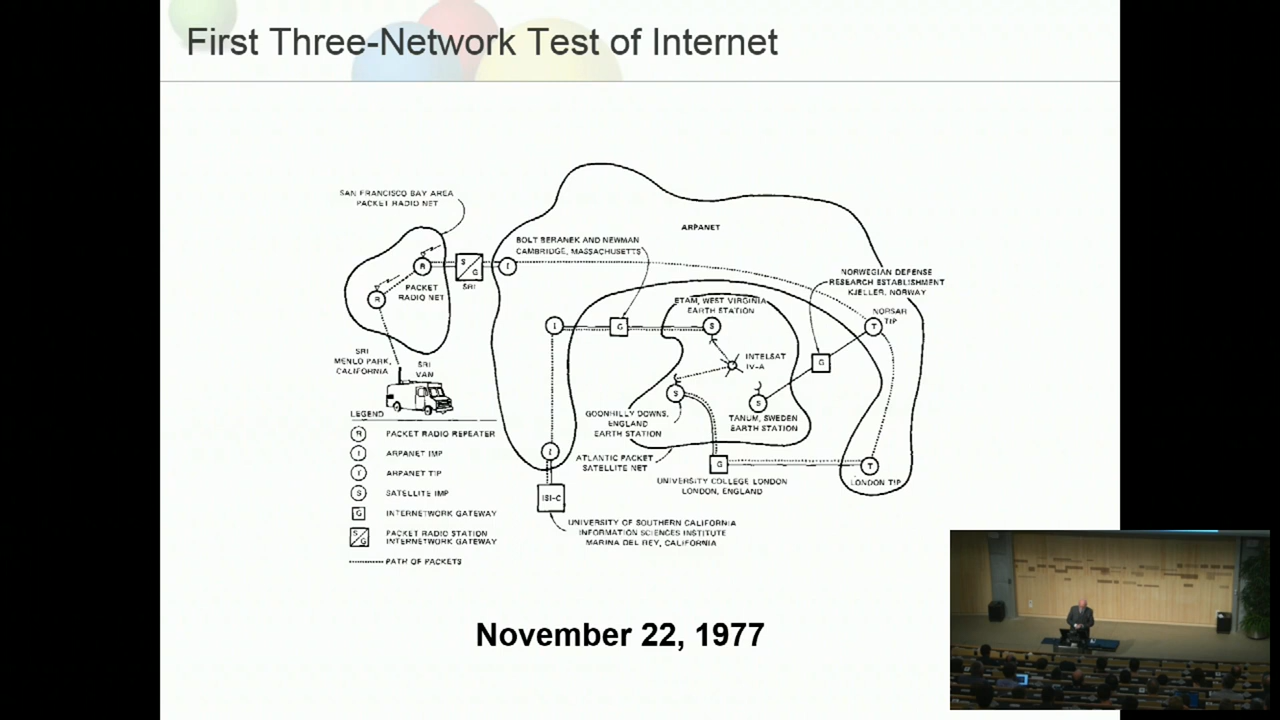 First Three-Network Test of Internet
SAN FRANCISCO BAY AREA
PACKET RADIO NET
ARPANET
BOLT BERANEK AND NEWMAN
CAMBRIDGE, MASSACHUSETTS
R
S/G
I
SRI
PACKET
RADIO NET
R
NORWEGIAN DEFENSE
RESEARCH ESTABLISHMENT
KJELLER, NORWAY
ETAM, WEST VIRGINIA
EARTH STATION
NORSAR
TIP
I
G
S
T
INTELSAT
IV-A
G
SRI
MENLO PARK,
CALIFORNIA
SRI
VAN
S
S
GOONHILLY DOWNS,
ENGLAND
EARTH STATION
TANUM, SWEDEN
EARTH STATION
LEGEND
R PACKET RADIO REPEATER
I ARPANET IMP
T ARPANET TIP
S SATELLITE IMP
G INTERNETWORK GATEWAY
S/G PACKET RADIO STATION
INTERNETWORK GATEWAY
PATH OF PACKETS
I
ATLANTIC PACKET
SATELLITE NET
G
T
UNIVERSITY COLLEGE LONDON
LONDON, ENGLAND
LONDON TIP
ISI-C
UNIVERSITY OF SOUTHERN CALIFORNIA
INFORMATION SCIENCES INSTITUTE
MARINA DEL REY, CALIFORNIA
November 22, 1977